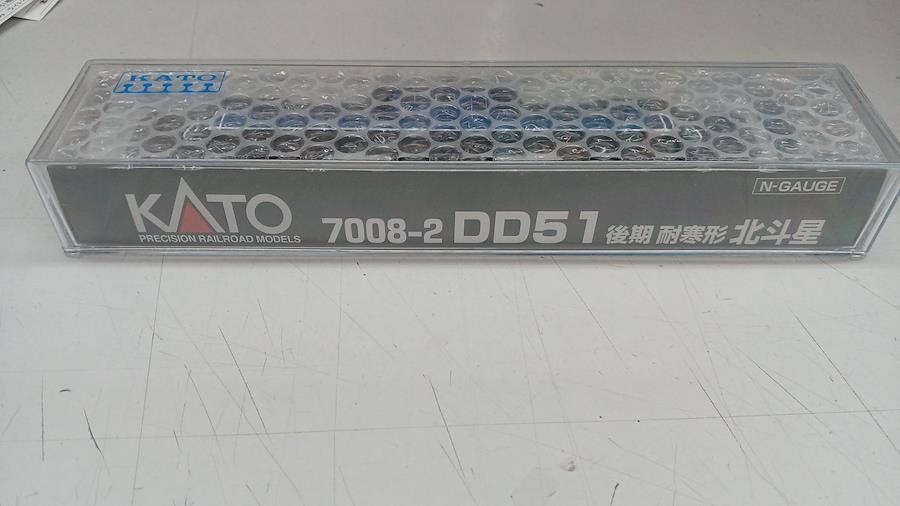 KATO
N-GAUGE
KATO
PRECISION RAILROAD MODELS
7008-2 DD51 後期 耐寒形 北斗星